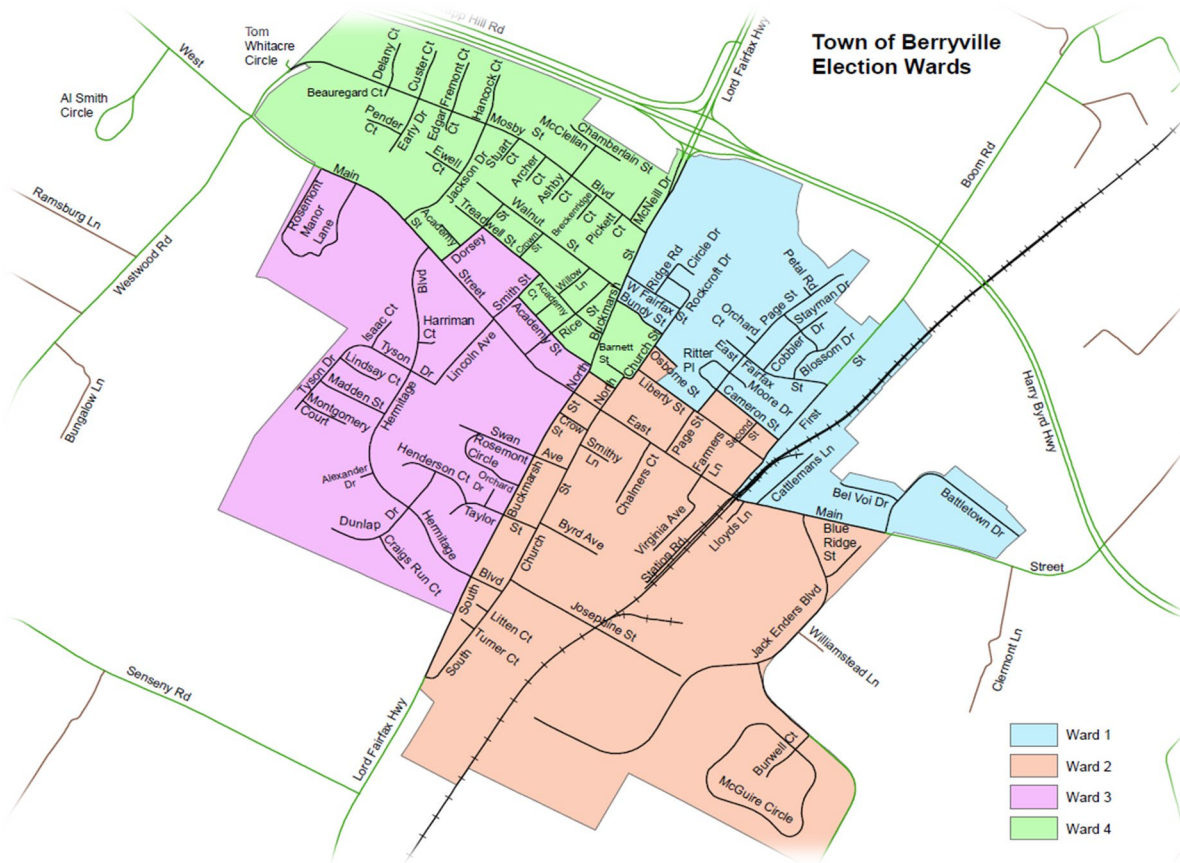 Town of Berryville
Election Wards
pp Hill Rd
Lord Fairfax Hwy
West
Tom
Whitacre
Circle
Al Smith
Circle
Delany Ct
Custer Ct
Fremont Ct
Hancock Ct
Beauregard Ct
Pender
Ct
Early Dr
Edgar
Ct
Ewell
Ct
Mosby
Blvd
McClellan
St
Chamberlain St
Stuart
Ct
Archer
Ct
Ashby
Ct
Breckenridge
Ct
Pickett
Ct
McNeill Dr
Jackson Dr
Boom Rd
Main
St
Academy
Treadwell St
Walnut
St
Crown
St
Ramsburg Ln
Westwood Rd
Rosemont
Manor
Lane
Dorsey
Street
Smith St
Academy
Ct
Willow
Ln
Rice
St
Buckmarsh
St
Ridge Rd
Circle Dr
Rockcroft Dr
W Fairfax
St
Bundy St
Petal Rd
Page St
Stayman Dr
Orchard
Ct
Cobbler
Dr
Blossom Dr
Blvd
Harriman
Ct
Isaac Ct
Tyson
Dr
Lincoln Ave
Academy St
North
Barnett
St
Church St
North
Osborne St
Ritter
Pl
East
Fairfax
St
Moore Dr
Cameron St
First
St
Harry Byrd Hwy
Tyson Dr
Lindsay Ct
Madden St
Montgomery
Court
Hermitage
Bungalow Ln
Liberty St
East
Page St
Farmers
Ln
Second
St
St
Crow
St
Smithy
Ln
Chalmers Ct
Swan
Ave
Rosemont
Circle
Orchard
Dr
Henderson Ct
Alexander
Dr
Taylor
Buckmarsh
St
St
Church
Cattlemans Ln
Bel Voi Dr
Battletown Dr
Main
Street
Blue
Ridge
St
Lloyds Ln
Virginia Ave
Station Rd
Byrd Ave
Dunlap
Dr
Craigs Run Ct
Hermitage
Blvd
South
Litten Ct
Turner Ct
South
Josephine St
Jack Enders Blvd
Williamstead Ln
Clermont Ln
Senseny Rd
Lord Fairfax Hwy
Burwell Ct
McGuire Circle
Ward 1
Ward 2
Ward 3
Ward 4